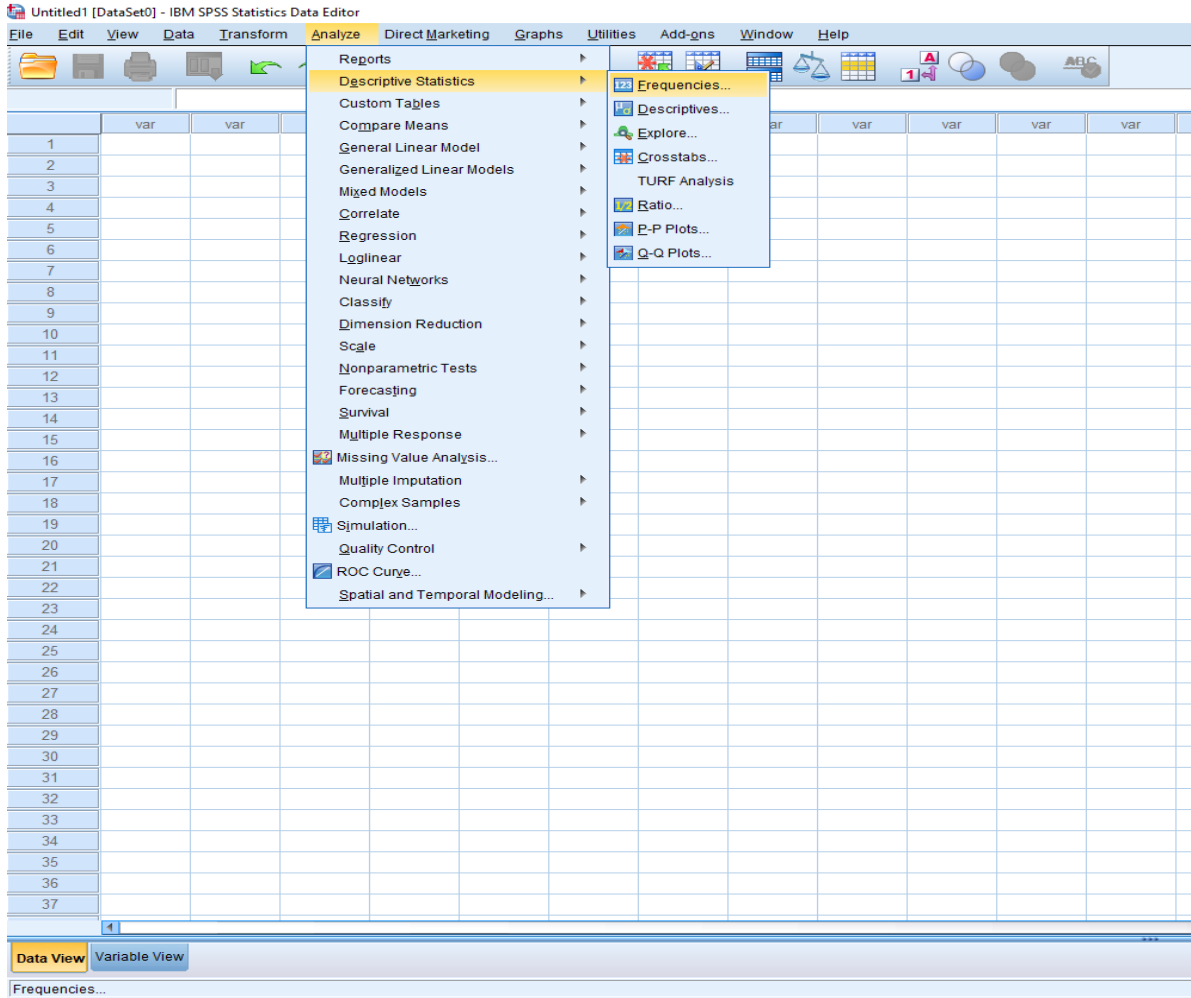 Untitled1 [DataSet0] - IBM SPSS Statistics Data Editor
File Edit View Data Transform Analyze Direct Marketing Graphs Utilities Add-ons Window Help
Reports
Descriptive Statistics
Custom Tables
Compare Means
General Linear Model
Generalized Linear Models
Mixed Models
Correlate
Regression
Loglinear
Neural Networks
Classify
Dimension Reduction
Scale
Nonparametric Tests
Forecasting
Survival
Multiple Response
Missing Value Analysis...
Multiple Imputation
Complex Samples
Simulation...
Quality Control
ROC Curve...
Spatial and Temporal Modeling...
123 Frequencies...
Descriptives...
Explore...
Crosstabs...
TURF Analysis
1/2 Ratio...
P-P Plots...
Q-Q Plots...
A
1
ABC
var var ar var var var var
1
2
3
4
5
6
7
8
9
10
11
12
13
14
15
16
17
18
19
20
21
22
23
24
25
26
27
28
29
30
31
32
33
34
35
36
37
Data View Variable View
Frequencies...